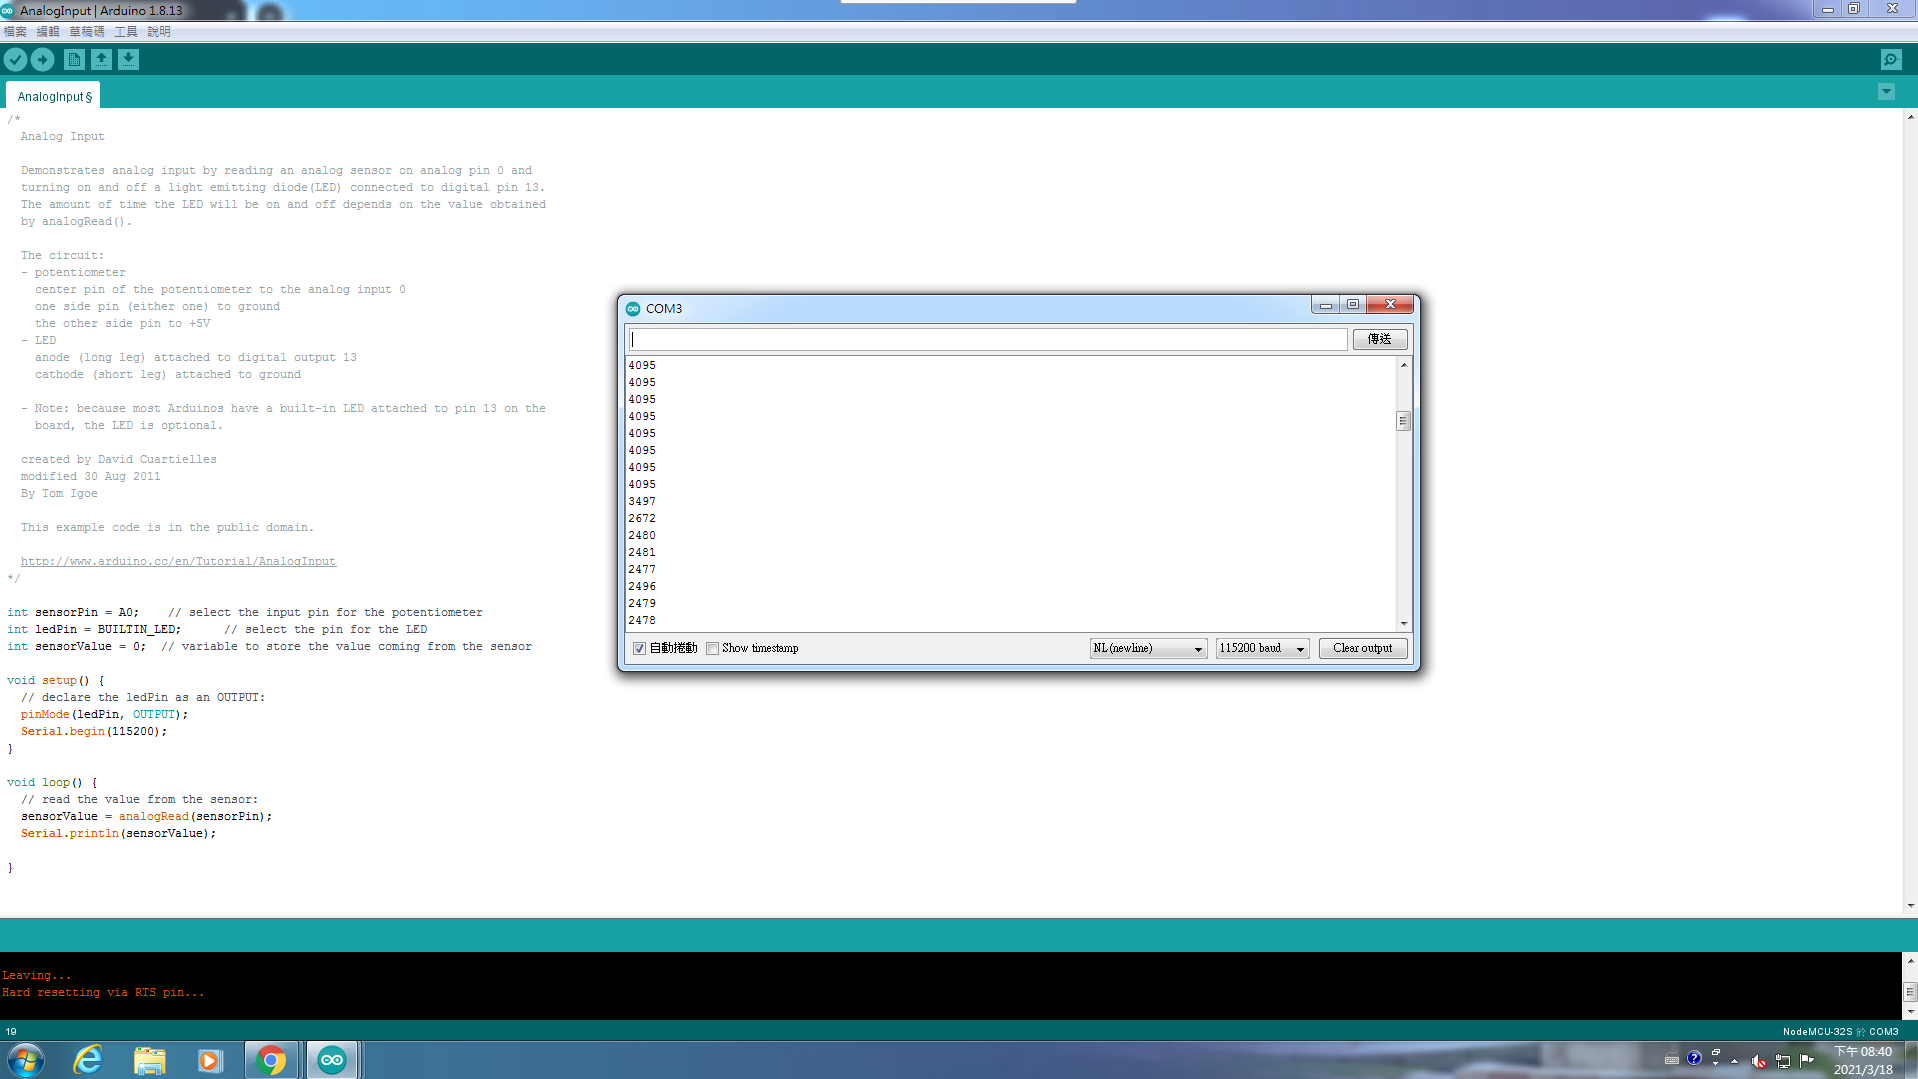 AnalogInput | Arduino 1.8.13
檔案 編輯 草稿碼 工具 說明
AnalogInput §
/*
  Analog Input

  Demonstrates analog input by reading an analog sensor on analog pin 0 and
  turning on and off a light emitting diode(LED) connected to digital pin 13.
  The amount of time the LED will be on and off depends on the value obtained
  by analogRead().

  The circuit:
  - potentiometer
    center pin of the potentiometer to the analog input 0
    one side pin (either one) to ground
    the other side pin to +5V
  - LED
    anode (long leg) attached to digital output 13
    cathode (short leg) attached to ground

  - Note: because most Arduinos have a built-in LED attached to pin 13 on the
    board, the LED is optional.

  created by David Cuartielles
  modified 30 Aug 2011
  By Tom Igoe

  This example code is in the public domain.

  http://www.arduino.cc/en/Tutorial/AnalogInput
*/

int sensorPin = A0;    // select the input pin for the potentiometer
int ledPin = BUILTIN_LED;      // select the pin for the LED
int sensorValue = 0;  // variable to store the value coming from the sensor

void setup() {
  // declare the ledPin as an OUTPUT:
  pinMode(ledPin, OUTPUT);
  Serial.begin(115200);
}

void loop() {
  // read the value from the sensor:
  sensorValue = analogRead(sensorPin);
  Serial.println(sensorValue);

}
COM3
傳送
4095
4095
4095
4095
4095
4095
4095
4095
3497
2672
2480
2481
2477
2496
2479
2478
自動捲動 Show timestamp NL(newline) 115200 baud Clear output
Leaving...
Hard resetting via RTS pin...
19 NodeMCU-32S 於 COM3
下午 08:40
2021/3/18